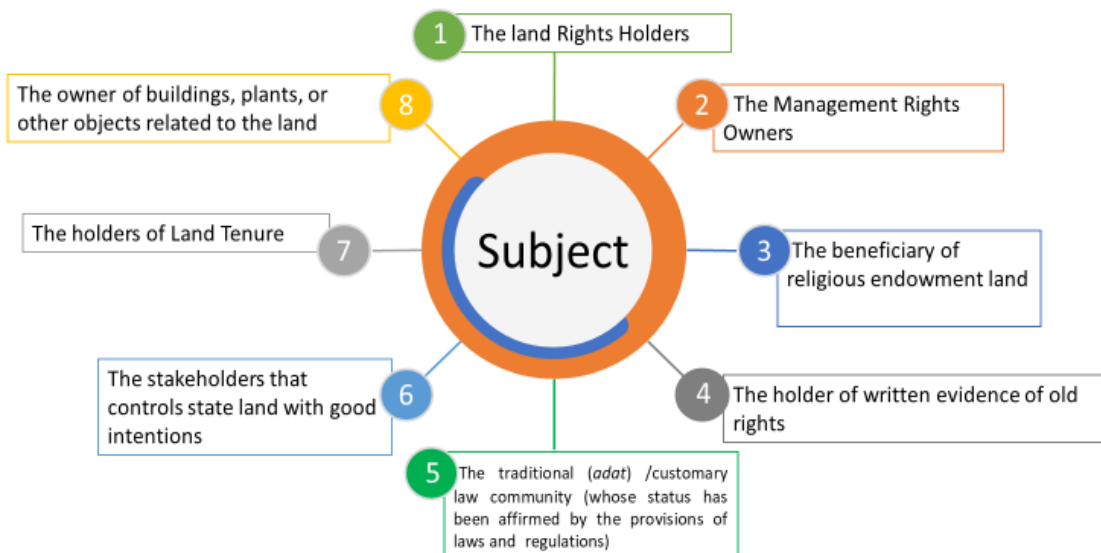 1
The land Rights Holders
The owner of buildings, plants, or
other objects related to the land
8
2
The Management Rights
Owners
Subject
The holders of Land Tenure
7
3
The beneficiary of
religious endowment land
The stakeholders that
controls state land with good
intentions
6
4
The holder of written evidence of old
rights
5
The traditional (adat) /customary
law community (whose status has
been affirmed by the provisions of
laws and regulations)